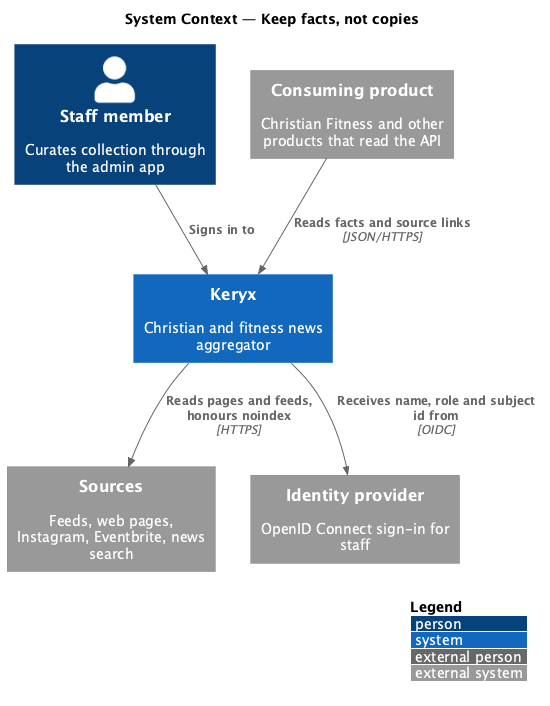 System Context — Keep facts, not copies
Staff member
Curates collection through
the admin app
Consuming product
Christian Fitness and other
products that read the API
Signs in to
Reads facts and source links
[JSON/HTTPS]
Keryx
Christian and fitness news
aggregator
Reads pages and feeds,
honours noindex
[HTTPS]
Receives name, role and subject
id from
[OIDC]
Sources
Feeds, web pages,
Instagram, Eventbrite, news
search
Identity provider
OpenID Connect sign-in for
staff
Legend
person
system
external person
external system